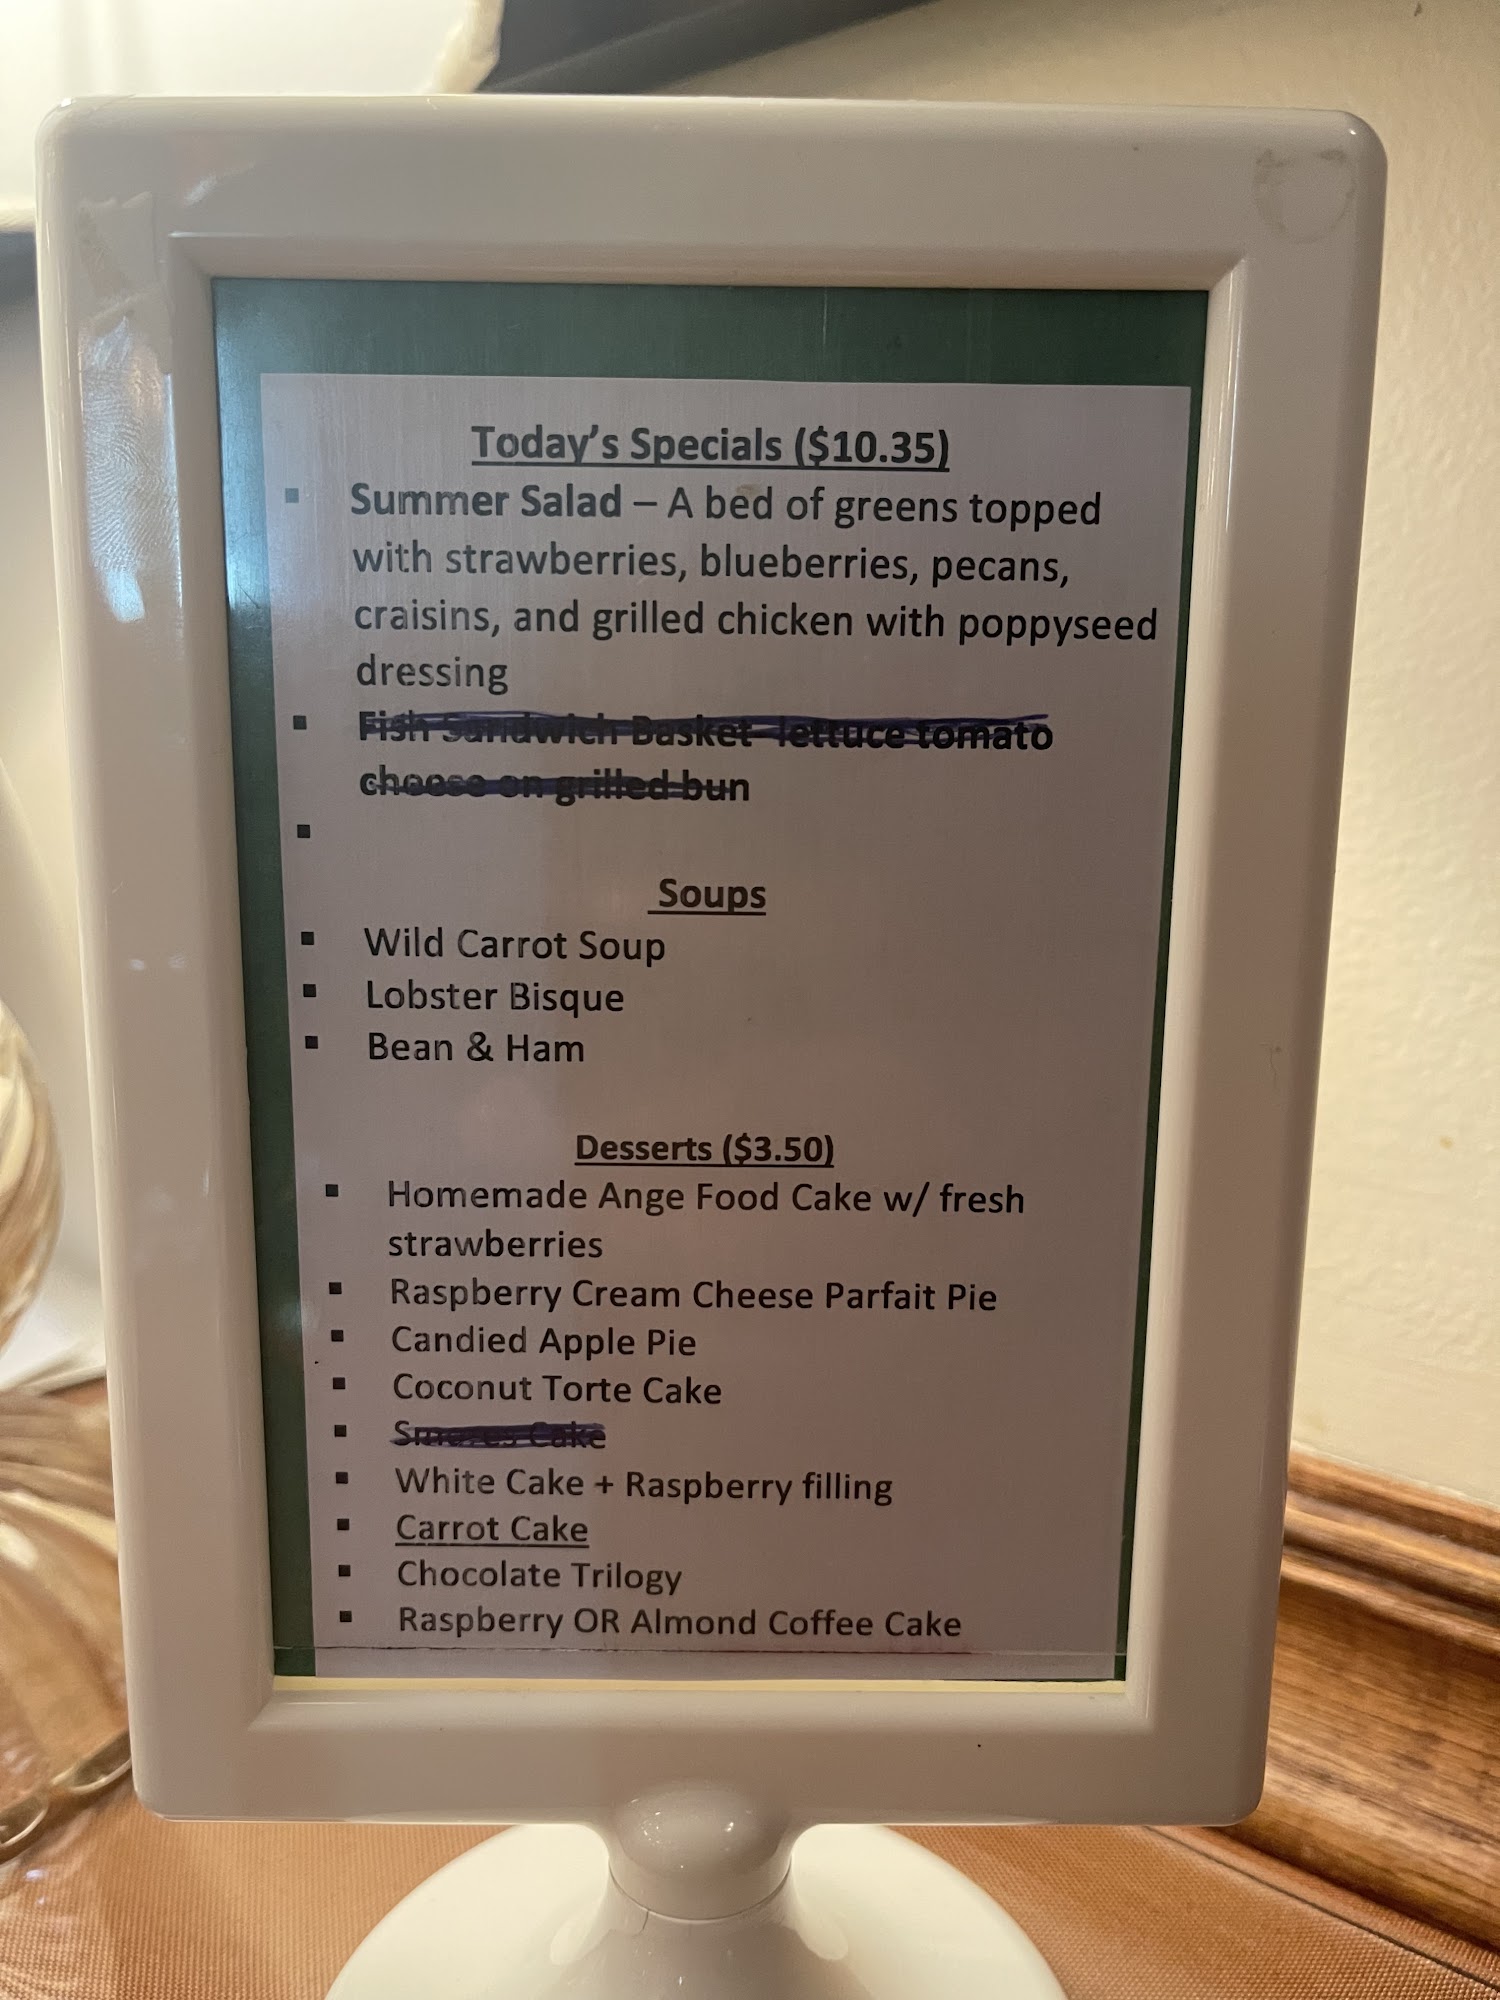 Today's Specials ($10.35)
▪ Summer Salad – A bed of greens topped
with strawberries, blueberries, pecans,
craisins, and grilled chicken with poppyseed
dressing
▪ Fish Sandwich Basket- lettuce tomato
cheese on grilled bun
▪
Soups
▪ Wild Carrot Soup
▪ Lobster Bisque
▪ Bean & Ham
Desserts ($3.50)
▪ Homemade Ange Food Cake w/ fresh
strawberries
▪ Raspberry Cream Cheese Parfait Pie
▪ Candied Apple Pie
▪ Coconut Torte Cake
▪ Smores Cake
▪ White Cake + Raspberry filling
▪ Carrot Cake
▪ Chocolate Trilogy
▪ Raspberry OR Almond Coffee Cake